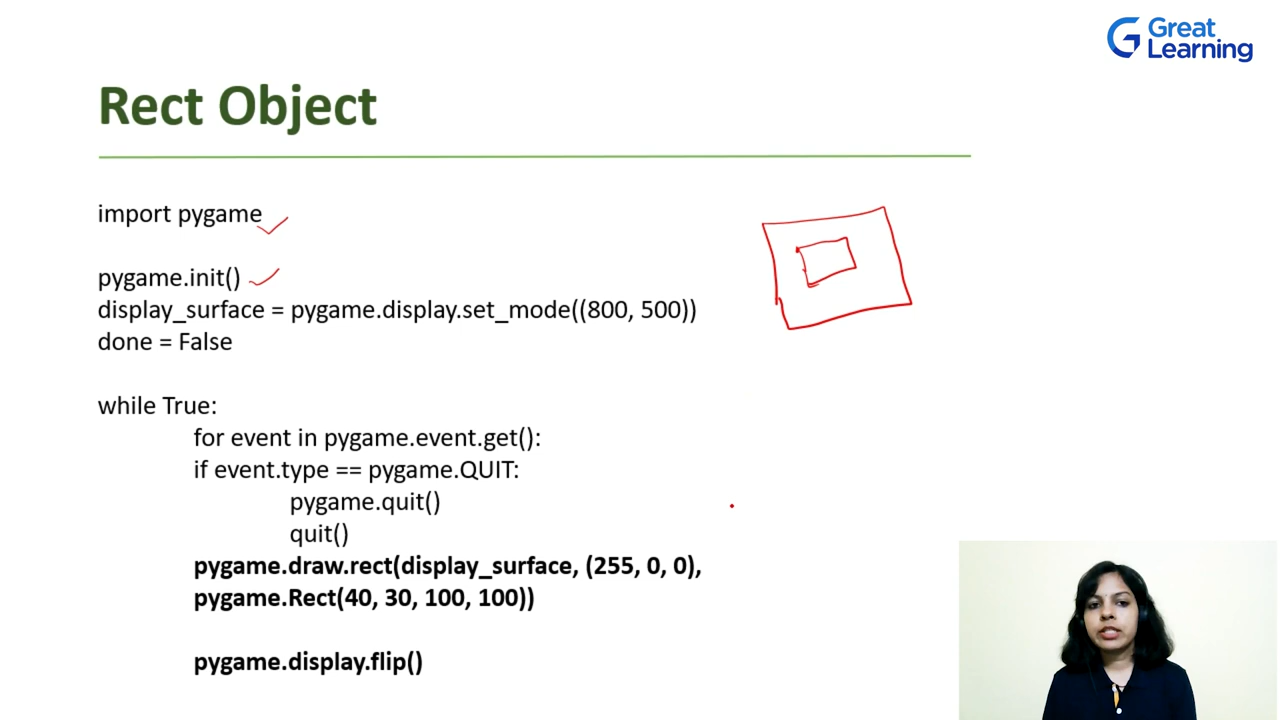 Great
Learning
Rect Object
import pygame
pygame.init()
display_surface = pygame.display.set_mode((800, 500))
done = False
while True:
for event in pygame.event.get():
if event.type == pygame.QUIT:
pygame.quit()
quit()
pygame.draw.rect(display_surface, (255, 0, 0),
pygame.Rect(40, 30, 100, 100))
pygame.display.flip()